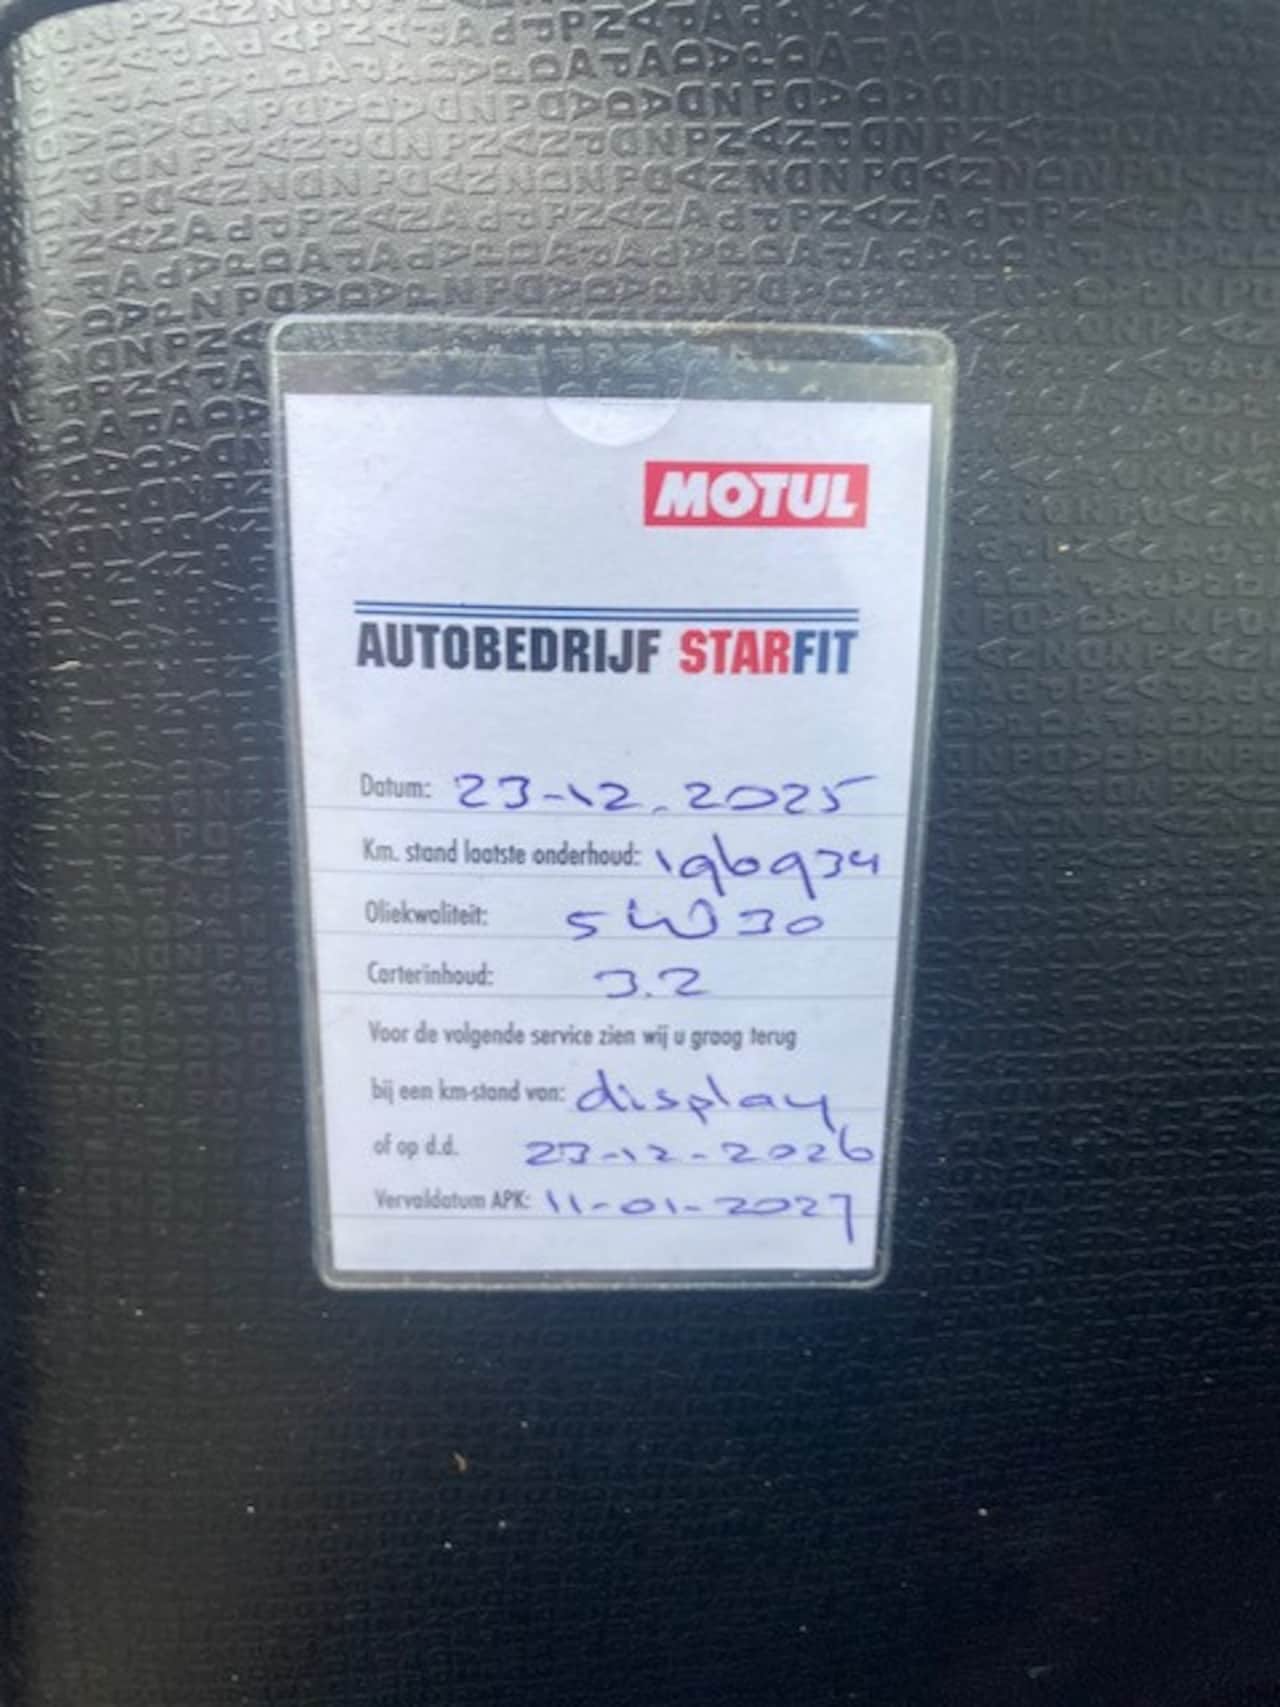 MOTUL
AUTOBEDRIJF STARFIT
Datum: 23-12.2025
Km. stand laatste onderhoud: 196934
Oliekwaliteit: 5W30
Carterinhoud: 3.2
Voor de volgende service zien wij u graag terug
bij een km-stand van: display
of op d.d. 23-12-2026
Vervaldatum APK: 11-01-2027